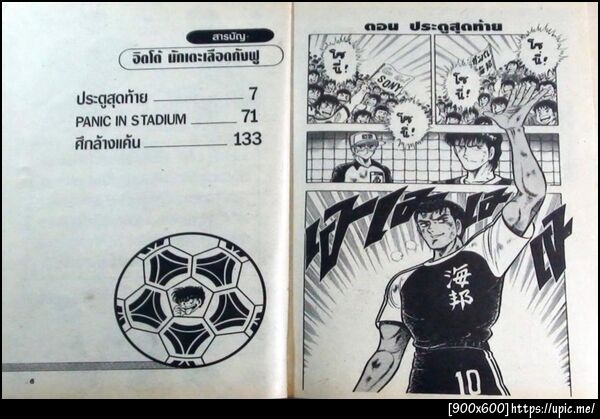 สารบัญ
จิตโด้ นักเตะเลือดกังฟู
ประตูสุดท้าย 7
PANIC IN STADIUM 71
ศึกล้างแค้น 133
6
ตอน ประตูสุดท้าย
โซ
นี่!
SONY
โซ
นี่!
โซ
นี่!
โซ
นี่!
เฮ
海
邦
10
[900x600]https://upic.me/